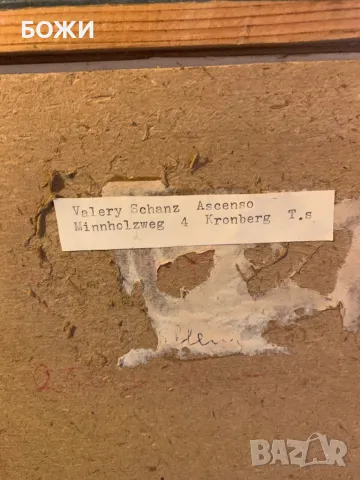 БОЖИ
Valery Schanz Ascenso
Minnholzweg 4 Kronberg T.s
BAZAR